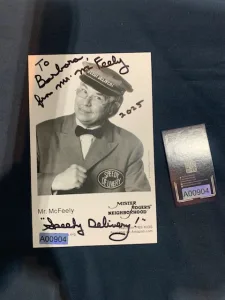 To
Barbara,
from Mr. McFeely
2025
SPEEDY
DELIVERY
Mr. McFeely
MISTER
ROGERS'
NEIGHBORHOOD
"Speedy Delivery!"
A00904
A00904